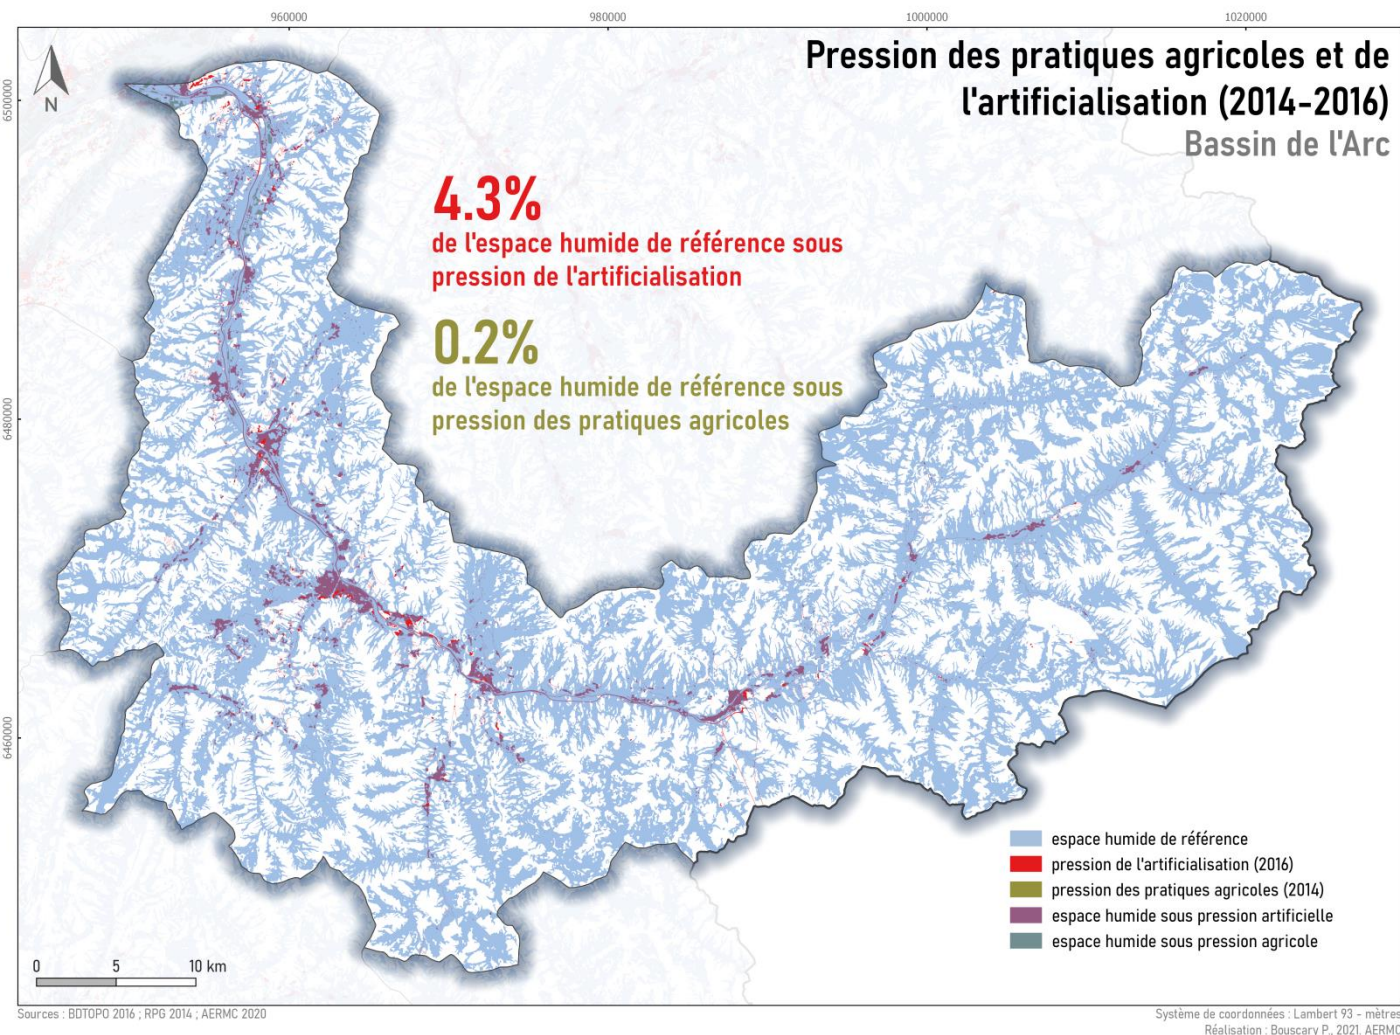 960000
980000
1000000
1020000
Pression des pratiques agricoles et de
l'artificialisation (2014-2016)
Bassin de l'Arc
N
6500000
6480000
6460000
4.3%
de l'espace humide de référence sous
pression de l'artificialisation
0.2%
de l'espace humide de référence sous
pression des pratiques agricoles
espace humide de référence
pression de l'artificialisation (2016)
pression des pratiques agricoles (2014)
espace humide sous pression artificielle
espace humide sous pression agricole
0 5 10 km
Sources : BDTOPO 2016 ; RPG 2014 ; AERMC 2020
Système de coordonnées : Lambert 93 - mètres
Réalisation : Bouscary P., 2021. AERMC